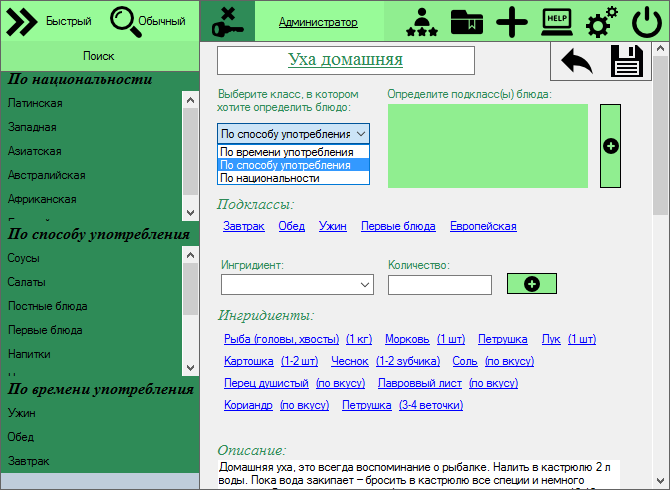 Быстрый
Обычный
Администратор
HELP
Поиск
По национальности
Патинская
Западная
Азиатская
Австралийская
Африканская
По способу употребления
Соусы
Салаты
Постные блюда
Первые блюда
Напитки
По времени употребления
Ужин
Обед
Завтрак
Уха домашняя
Выберите класс, в котором
хотите определить блюдо:
Определите подкласс(ы) блюда:
По способу употребления
По времени употребления
По способу употребления
По национальности
Подклассы:
Завтрак Обед Ужин Первые блюда Европейская
Ингридиент:
Количество:
Ингридиенты:
Рыба (головы, хвосты) (1 кг) Морковь (1 шт) Петрушка Лук (1 шт)
Картошка (1-2 шт) Чеснок (1-2 зубчика) Соль (по вкусу)
Перец душистый (по вкусу) Лавроввый лист (по вкусу)
Кориандр (по вкусу) Петрушка (3-4 веточки)
Описание:
Домашняя уха, это всегда воспоминание о рыбалке. Налить в кастрюлю 2 л
воды. Пока вода закипает – бросить в кастрюлю все специи и немного